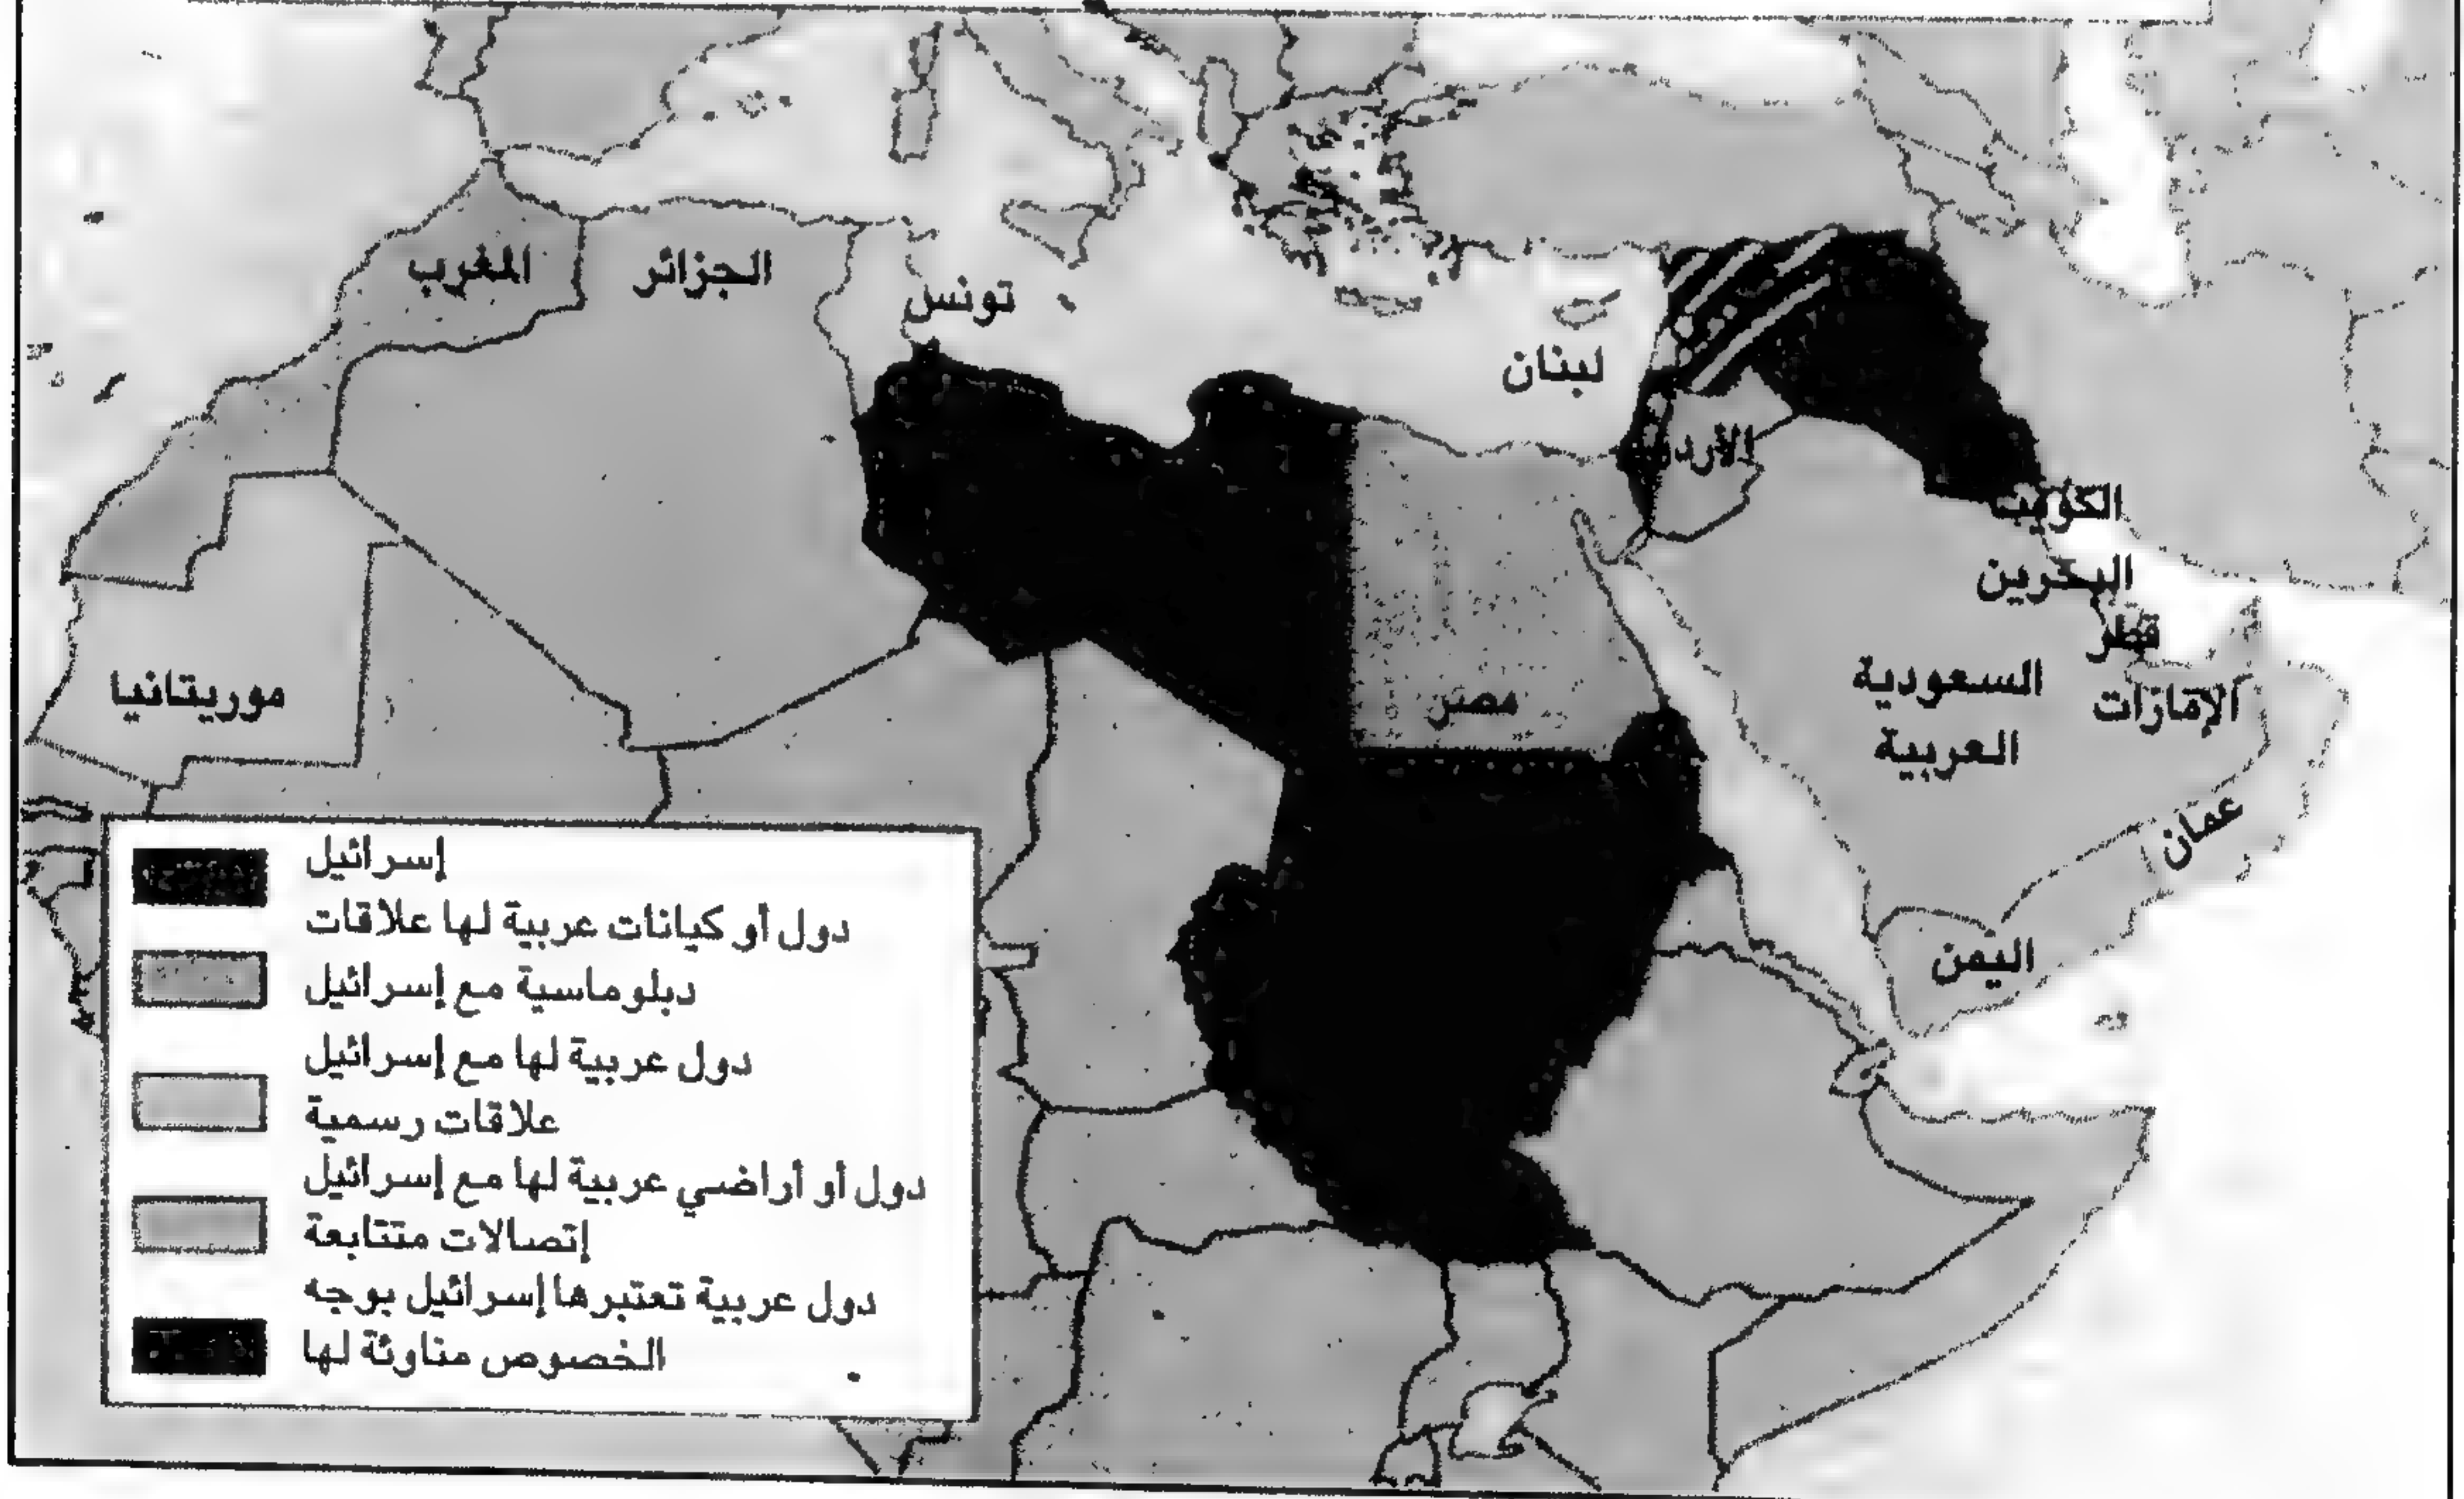 المغرب
الجزائر
تونس
لبنان
الأردن
الكويت
البحرين
قطر
الإمارات
السعودية
العربية
عمان
اليمن
مصر
موريتانيا
إسرائيل
دول أو كيانات عربية لها علاقات
دبلوماسية مع إسرائيل
دول عربية لها مع إسرائيل
علاقات رسمية
دول أو أراضي عربية لها مع إسرائيل
إتصالات متتابعة
دول عربية تعتبرها إسرائيل بوجه
الخصوص مناوئة لها